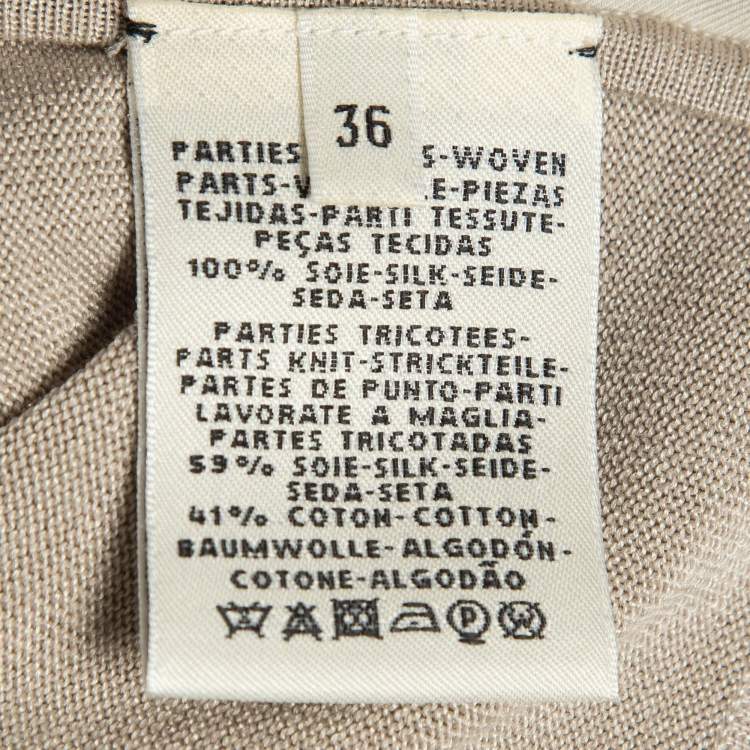 36
PARTIES S-WOVEN
PARTS- E-PIEZAS
TEJIDAS-PARTI TESSUTE-
PEÇAS TECIDAS
100% SOIE-SILK-SEIDE-
SEDA-SETA
PARTIES TRICOTEES-
PARTS KNIT-STRICKTEILE-
PARTES DE PUNTO-PARTI
LAVORATE A MAGLIA-
PARTES TRICOTADAS
59% SOIE-SILK-SEIDE-
SEDA-SETA
41% COTON-COTTON-
BAUMWOLLE-ALGODÓN-
COTONE-ALGODÃO
P W